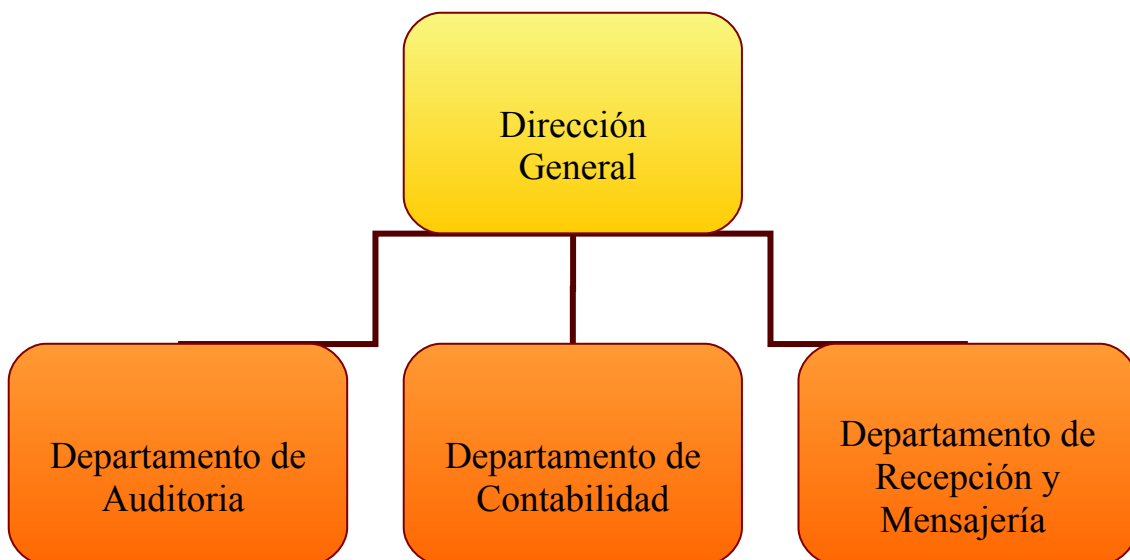 Dirección
General
Departamento de
Auditoria
Departamento de
Contabilidad
Departamento de
Recepción y
Mensajería